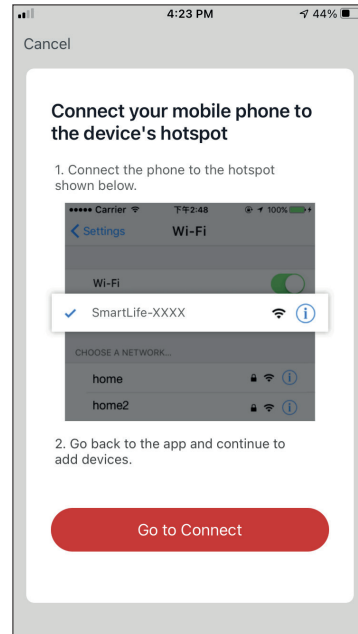 4:23 PM
44%
Cancel
Connect your mobile phone to
the device's hotspot
1. Connect the phone to the hotspot
shown below.
Carrier 下午2:48 100%
Settings Wi-Fi
Wi-Fi
SmartLife-XXXX
CHOOSE A NETWORK...
home
home2
2. Go back to the app and continue to
add devices.
Go to Connect